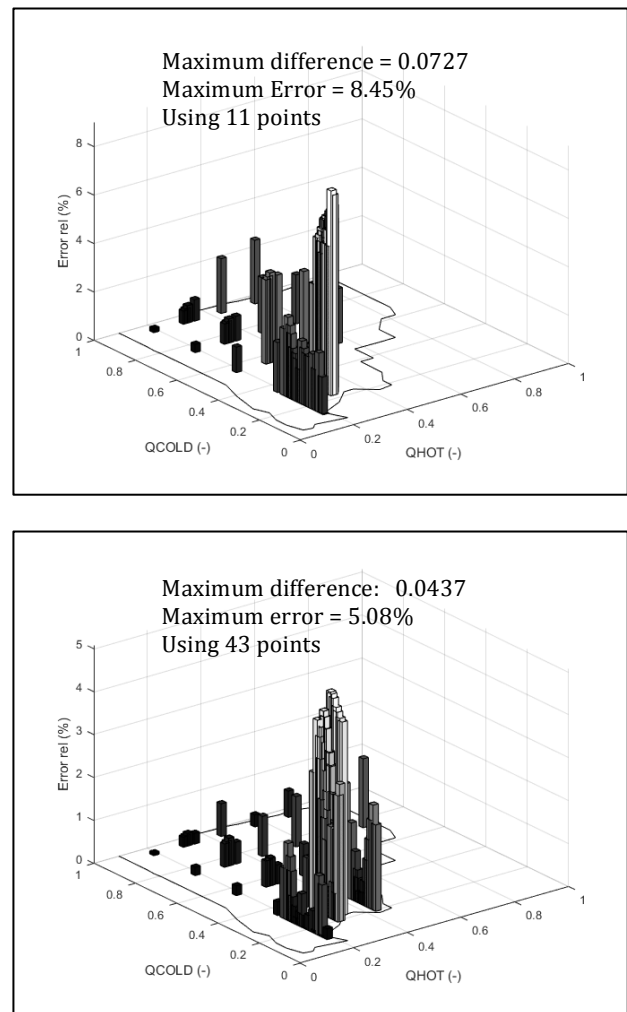 Maximum difference = 0.0727
Maximum Error = 8.45%
Using 11 points
8
6
4
2
0
Error rel (%)
1
0.8
0.6
0.4
0.2
0
QCOLD (-)
0
0.2
0.4
0.6
0.8
1
QHOT (-)
Maximum difference: 0.0437
Maximum error = 5.08%
Using 43 points
5
4
3
2
1
0
Error rel (%)
1
0.8
0.6
0.4
0.2
0
QCOLD (-)
0
0.2
0.4
0.6
0.8
1
QHOT (-)